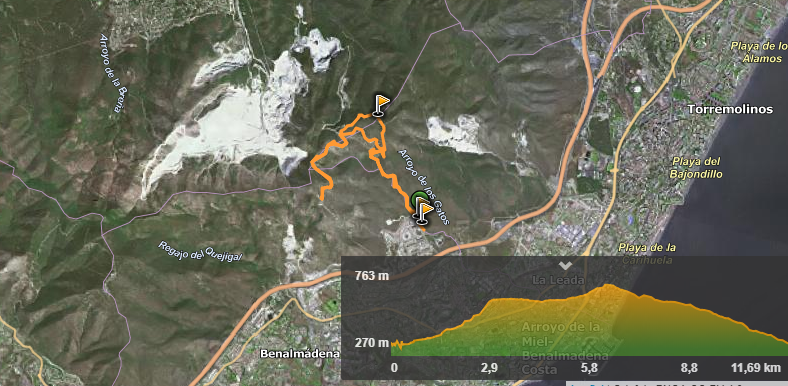 Arroyo de la Breña
Playa de los
Álamos
Torremolinos
Arroyo de los Gatos
Playa del
Bajondillo
Regajo del Quejigal
Playa de la
Carihuela
763 m
La Leada
270 m
Arroyo de la
Miel-
Benalmádena
Costa
Benalmádena
0
2,9
5,8
8,8
11,69 km